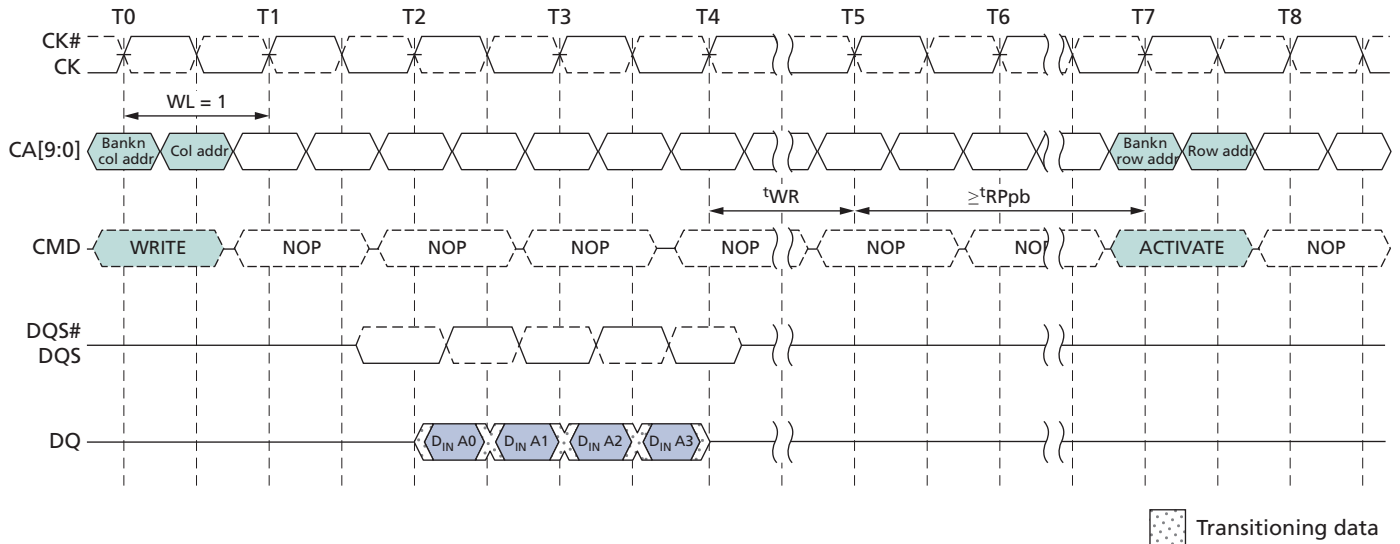 T0 T1 T2 T3 T4 T5 T6 T7 T8
CK#
CK
WL = 1
CA[9:0] Bankn col addr Col addr Bankn row addr Row addr
tWR ≥tRPpb
CMD WRITE NOP NOP NOP NOP NOP NOP ACTIVATE NOP
DQS#
DQS
DQ DIN A0 DIN A1 DIN A2 DIN A3
Transitioning data